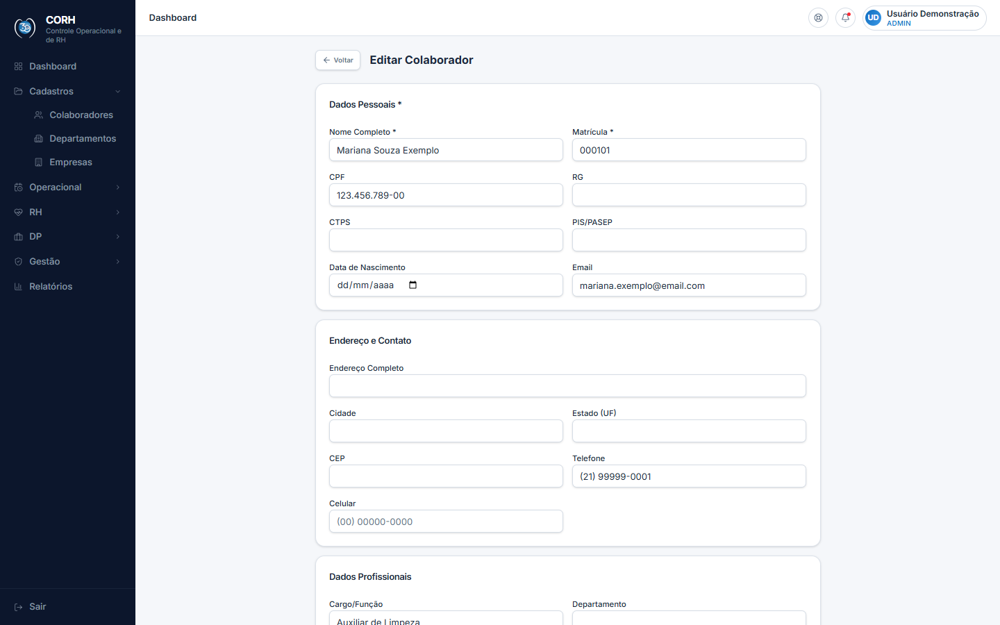 CORH
Controle Operacional e
de RH
Dashboard
Cadastros
Colaboradores
Departamentos
Empresas
Operacional
RH
DP
Gestão
Relatórios
Sair
Dashboard
UD
Usuário Demonstração
ADMIN
Voltar
Editar Colaborador
Dados Pessoais *
Nome Completo *
Matrícula *
Mariana Souza Exemplo
000101
CPF
RG
123.456.789-00
CTPS
PIS/PASEP
Data de Nascimento
Email
dd/mm/aaaa
mariana.exemplo@email.com
Endereço e Contato
Endereço Completo
Cidade
Estado (UF)
CEP
Telefone
(21) 99999-0001
Celular
(00) 00000-0000
Dados Profissionais
Cargo/Função
Departamento
Auxiliar de Limpeza